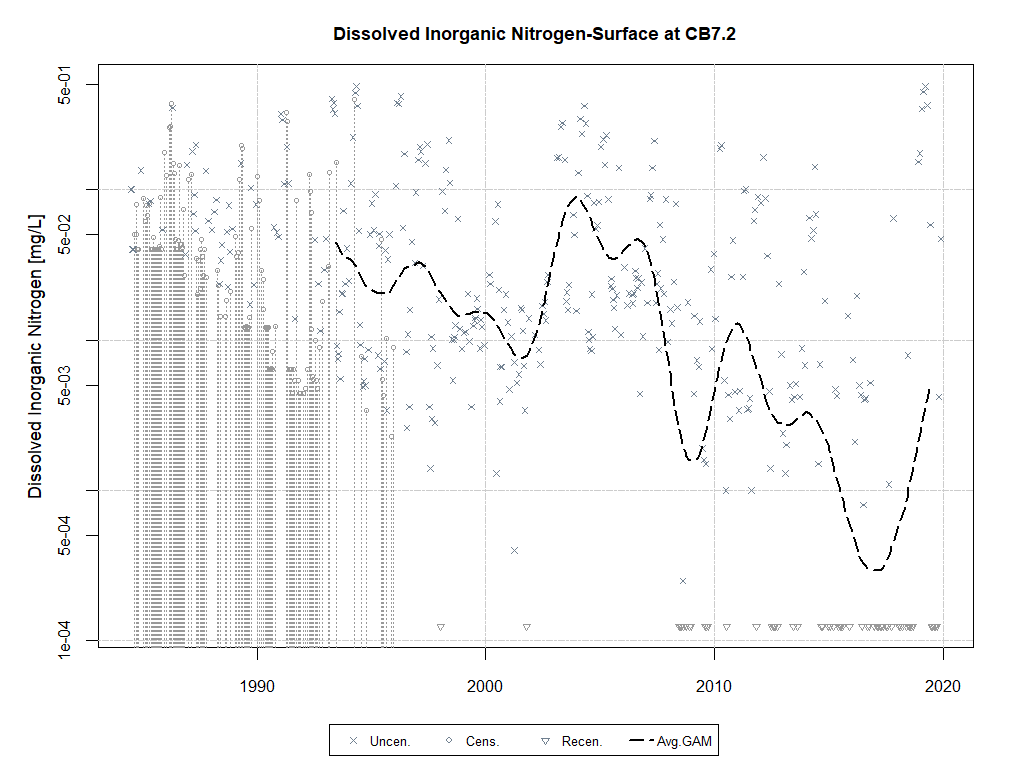 Dissolved Inorganic Nitrogen-Surface at CB7.2
Dissolved Inorganic Nitrogen [mg/L]
5e-01
5e-02
5e-03
5e-04
1e-04
1990
2000
2010
2020
Uncen.
Cens.
Recen.
Avg.GAM